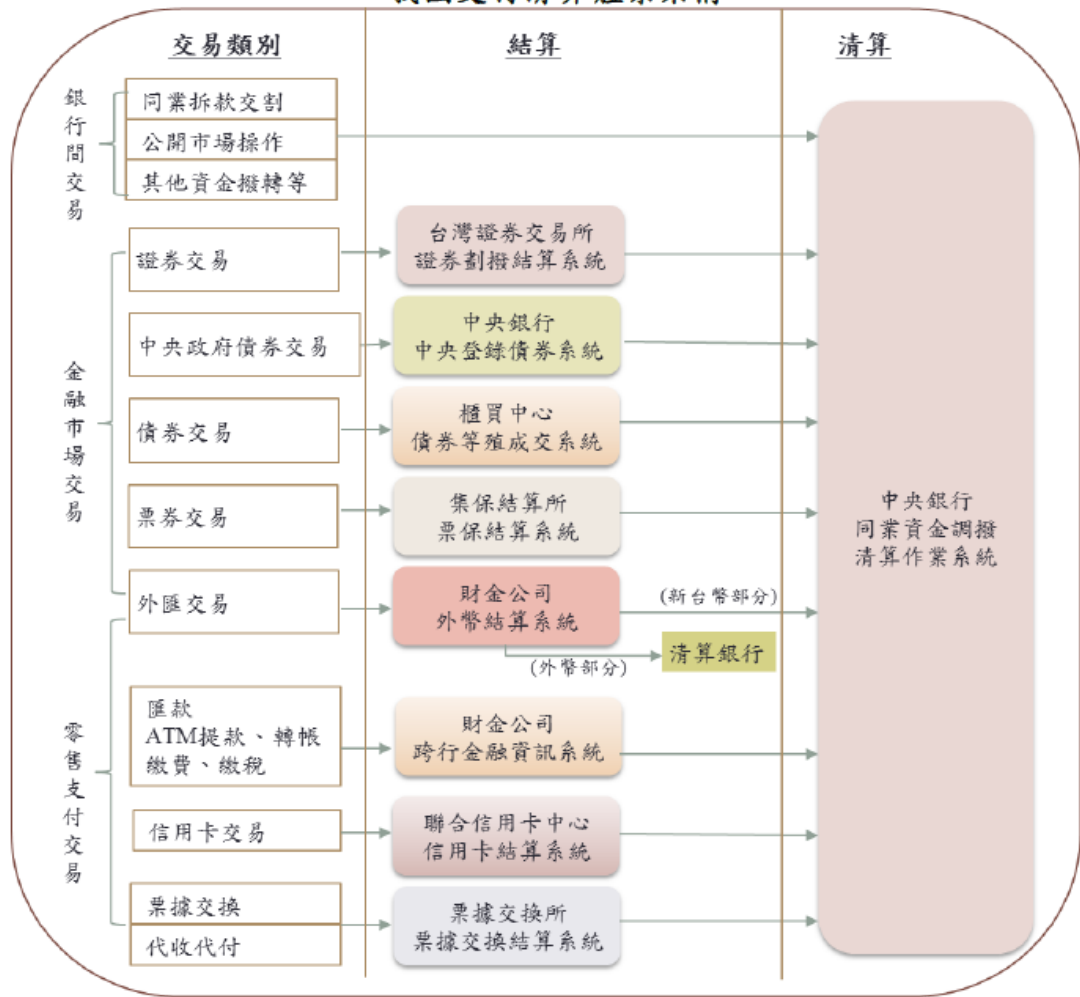 交易類別
結算
清算
銀行間交易
同業拆款交割
公開市場操作
其他資金撥轉等
金融市場交易
證券交易
台灣證券交易所
證券劃撥結算系統
中央政府債券交易
中央銀行
中央登錄債券系統
債券交易
櫃買中心
債券等殖成交系統
票券交易
集保結算所
票保結算系統
外匯交易
財金公司
外幣結算系統
(新台幣部分)
(外幣部分)
清算銀行
零售支付交易
匯款
ATM提款、轉帳
繳費、繳稅
財金公司
跨行金融資訊系統
信用卡交易
聯合信用卡中心
信用卡結算系統
票據交換
代收代付
票據交換所
票據交換結算系統
中央銀行
同業資金調撥
清算作業系統